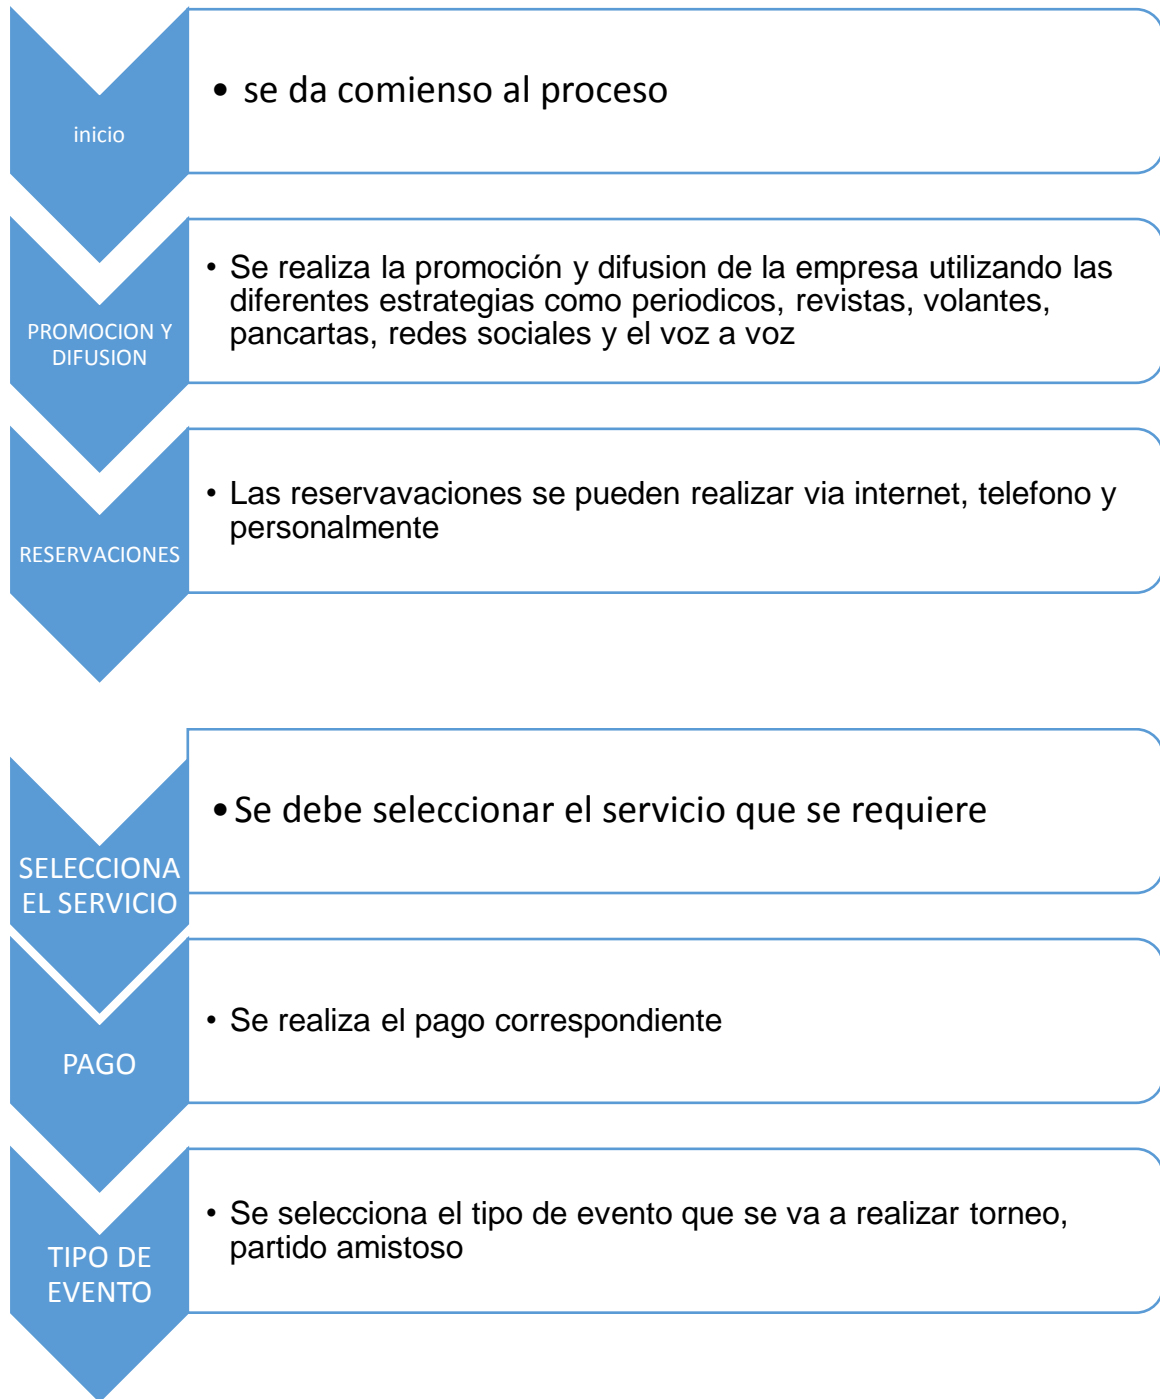 inicio
• se da comienso al proceso
PROMOCION Y
DIFUSION
• Se realiza la promoción y difusion de la empresa utilizando las
diferentes estrategias como periodicos, revistas, volantes,
pancartas, redes sociales y el voz a voz
RESERVACIONES
• Las reservavaciones se pueden realizar via internet, telefono y
personalmente
SELECCIONA
EL SERVICIO
• Se debe seleccionar el servicio que se requiere
PAGO
• Se realiza el pago correspondiente
TIPO DE
EVENTO
• Se selecciona el tipo de evento que se va a realizar torneo,
partido amistoso